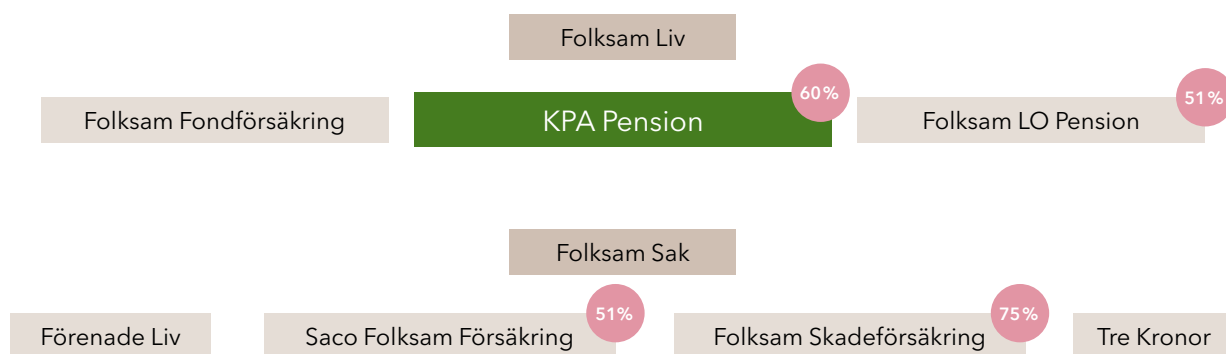 Folksam Liv
60%
51%
Folksam Fondförsäkring
KPA Pension
Folksam LO Pension
Folksam Sak
51%
75%
Förenade Liv
Saco Folksam Försäkring
Folksam Skadeförsäkring
Tre Kronor